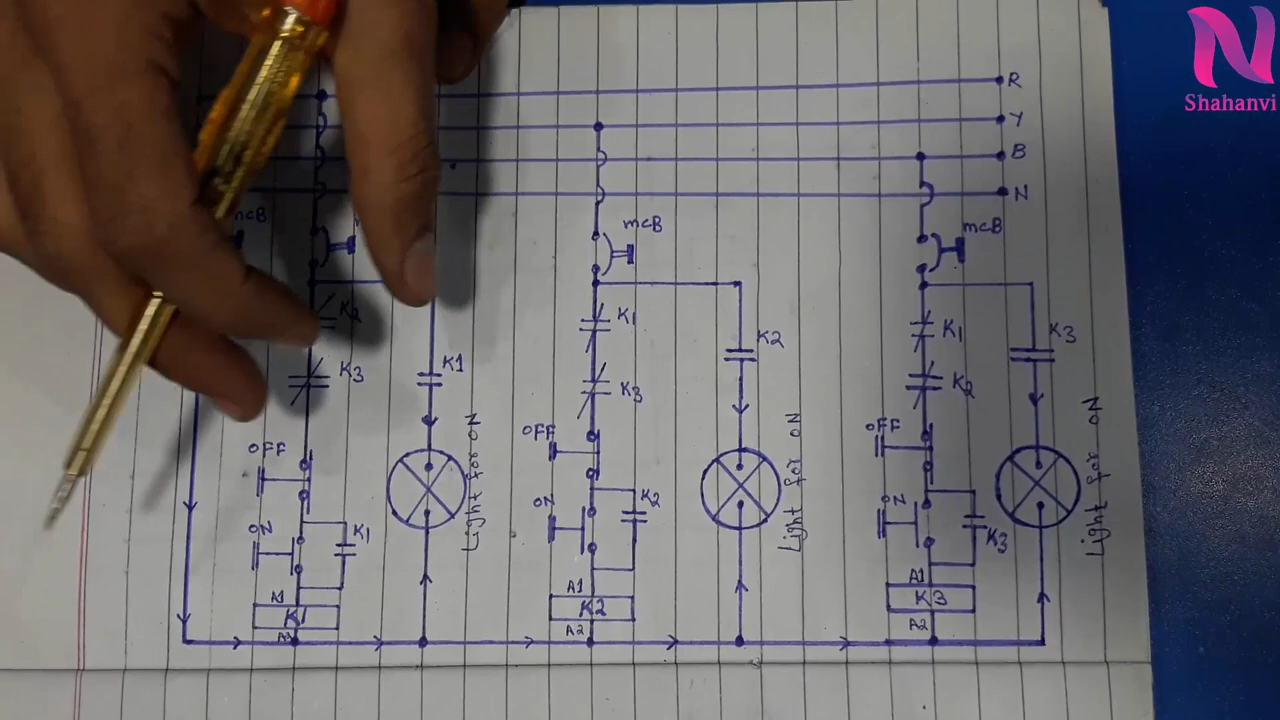 N
Shahanvi
R
Y
B
N
mcB
mcB
mcB
K2
K3
K1
OFF
ON
K1
A1
K1
Light for ON
K1
K3
K2
OFF
ON
K2
A1
K2
A2
Light for ON
K1
K2
K3
OFF
ON
K3
A1
K3
A2
Light for ON